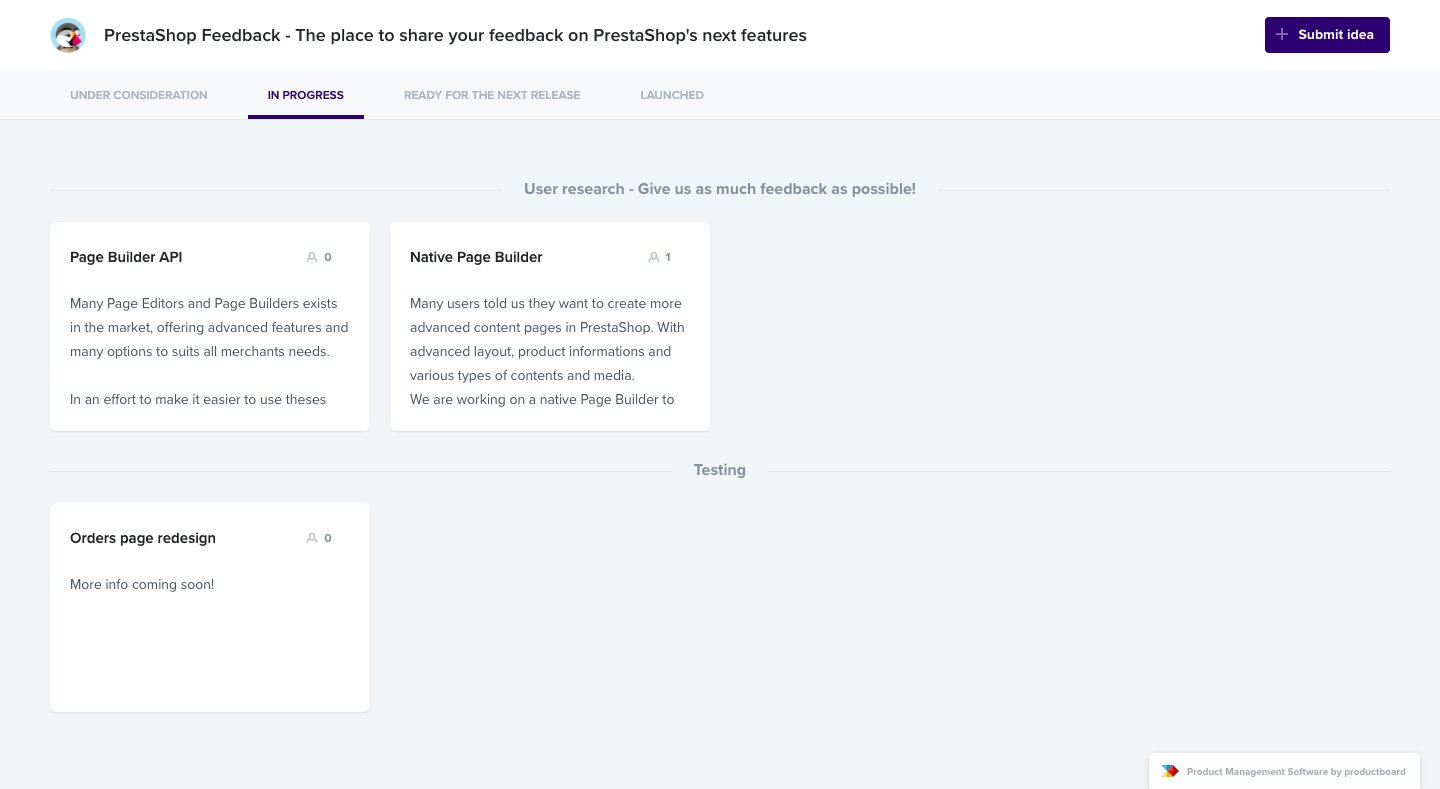 PrestaShop Feedback - The place to share your feedback on PrestaShop's next features
Submit idea
UNDER CONSIDERATION
IN PROGRESS
READY FOR THE NEXT RELEASE
LAUNCHED
User research - Give us as much feedback as possible!
Page Builder API
0
Many Page Editors and Page Builders exists
in the market, offering advanced features and
many options to suits all merchants needs.
In an effort to make it easier to use theses
Native Page Builder
1
Many users told us they want to create more
advanced content pages in PrestaShop. With
advanced layout, product informations and
various types of contents and media.
We are working on a native Page Builder to
Testing
Orders page redesign
0
More info coming soon!
Product Management Software by productboard